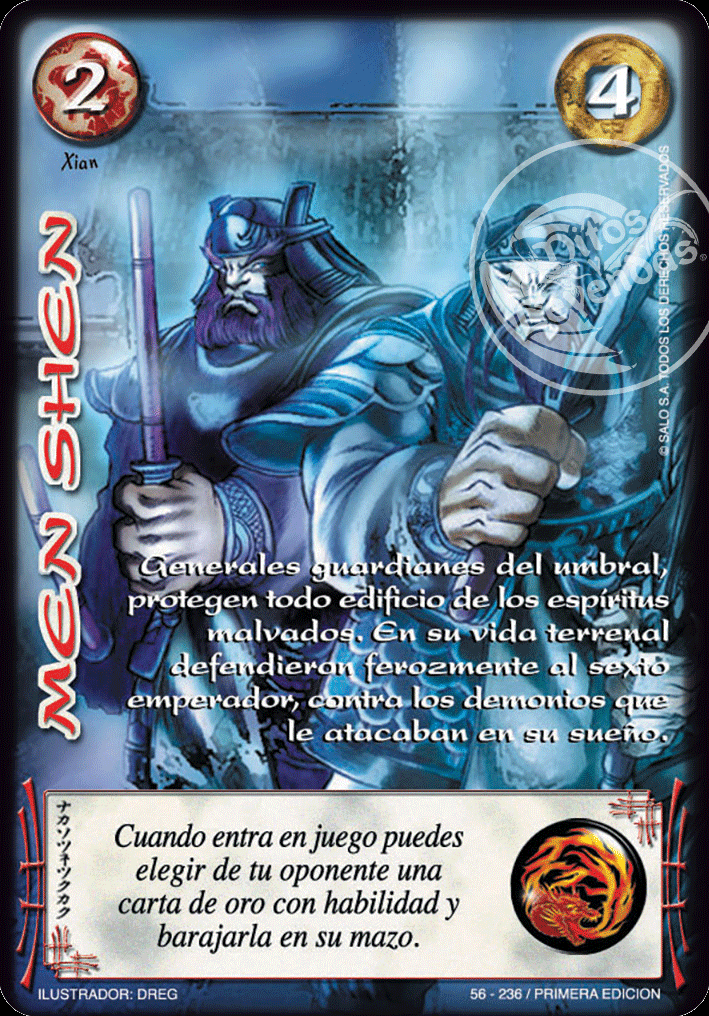 2
4
Xian
MEN SHEN
Mitos y Leyendas®
© SALO S.A. TODOS LOS DERECHOS RESERVADOS
Generales guardianes del umbral,
protegen todo edificio de los espíritus
malvados. En su vida terrenal
defendieron ferozmente al sexto
emperador, contra los demonios que
le atacaban en su sueño.
ナカソツネツクカク
Cuando entra en juego puedes
elegir de tu oponente una
carta de oro con habilidad y
barajarla en su mazo.
ILUSTRADOR: DREG
56 - 236 / PRIMERA EDICION